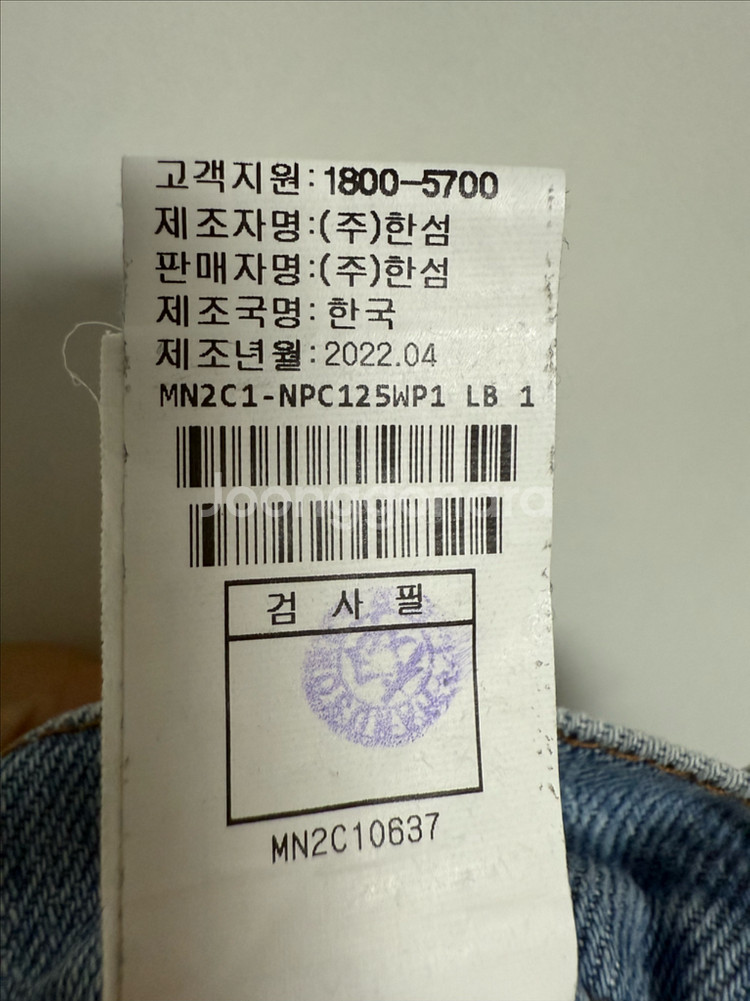 고객지원:1800-5700
제조자명:(주)한섬
판매자명:(주)한섬
제조국명:한국
제조년월:2022.04
MN2C1-NPC125WP1 LB 1
Joonggonara
검 사 필
MN2C10637